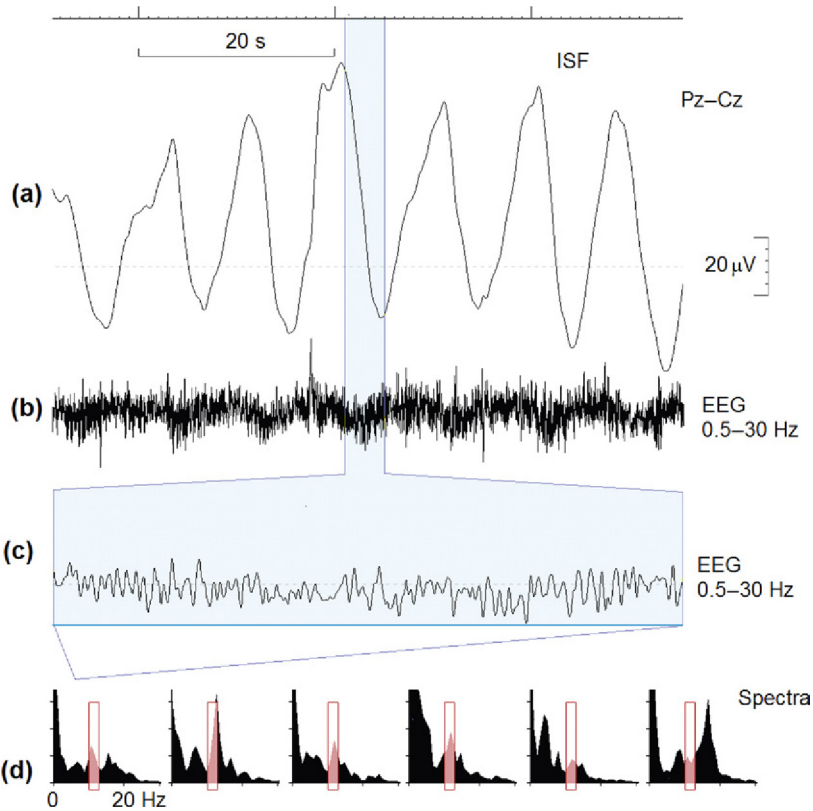 20 s
ISF
Pz–Cz
(a)
20 µV
(b)
EEG
0.5–30 Hz
(c)
EEG
0.5–30 Hz
Spectra
(d)
0 20 Hz